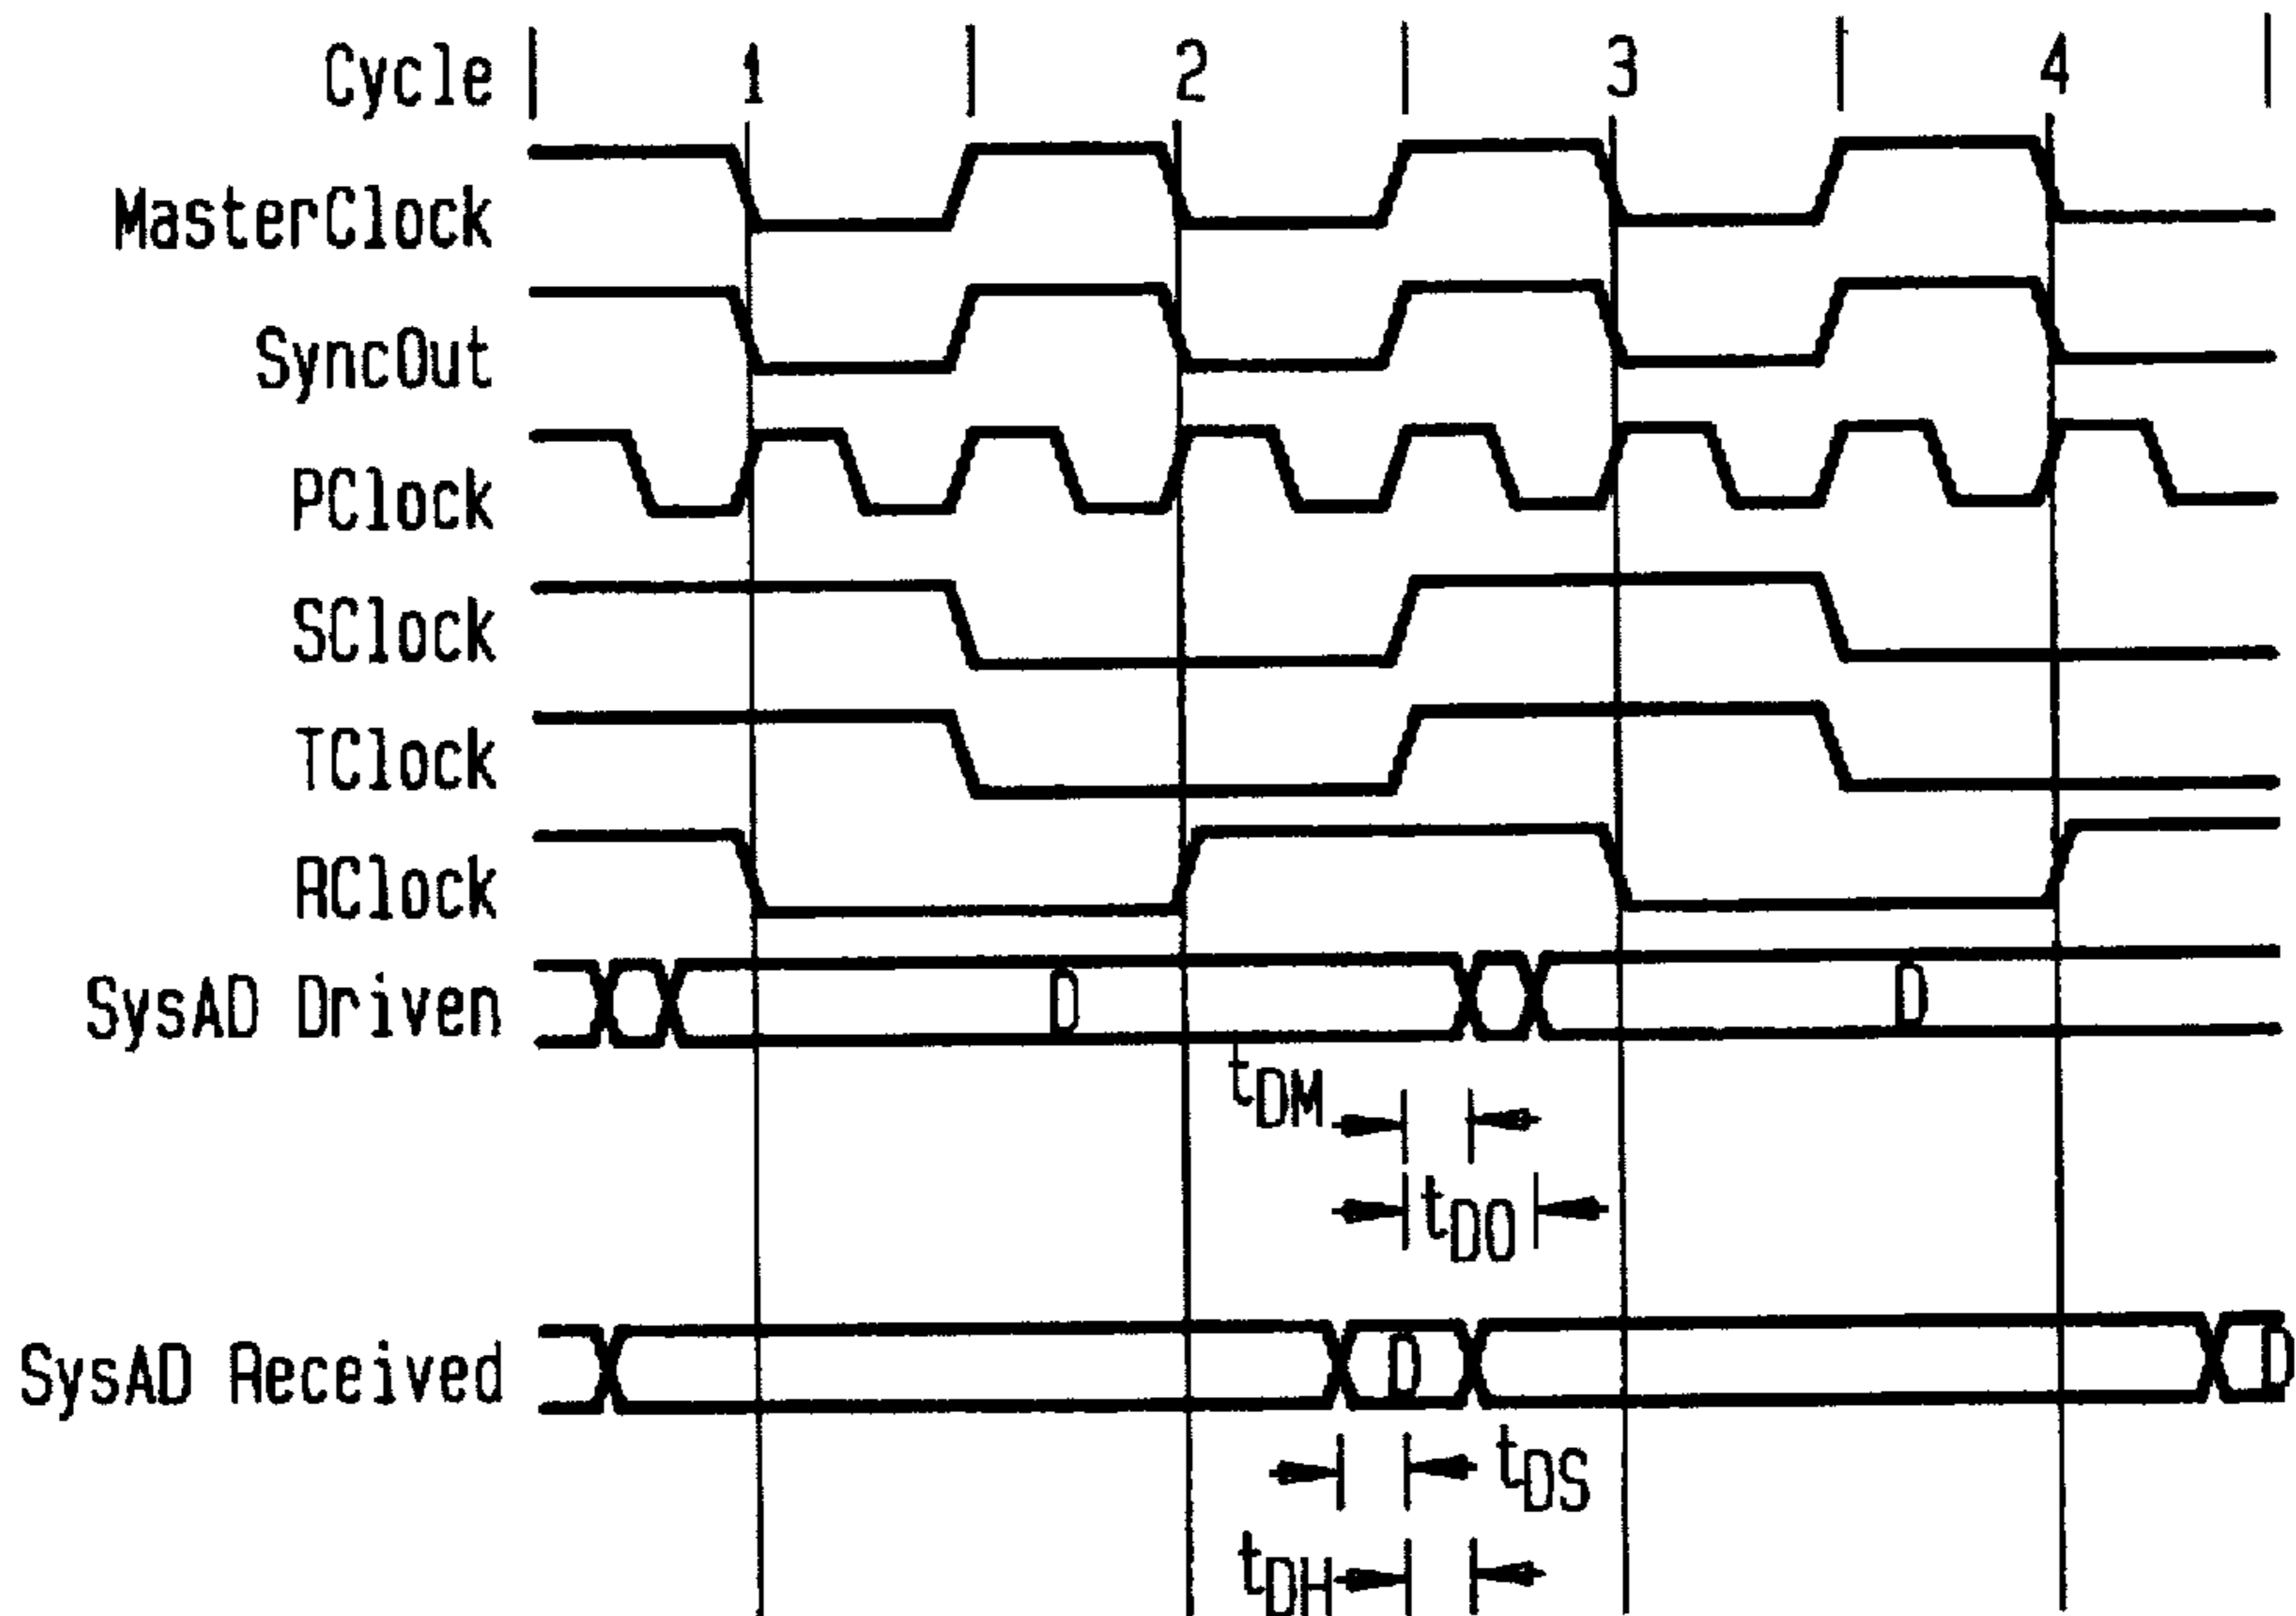 Cycle 1 2 3 4
MasterClock
SyncOut
PClock
SClock
TClock
RClock
SysAD Driven D D
tDM
tDO
SysAD Received D D
tDS
tDH